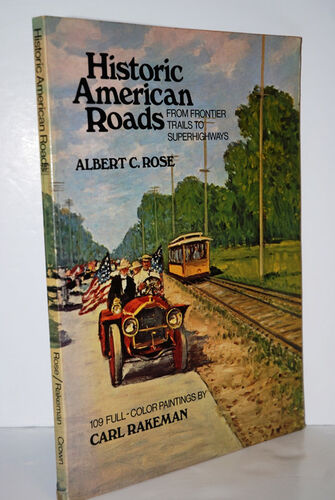 Historic American Roads
Rose/Rakeman
Crown
Historic
American
Roads
FROM FRONTIER
TRAILS TO
SUPERHIGHWAYS
ALBERT C. ROSE
109 FULL-COLOR PAINTINGS BY
CARL RAKEMAN